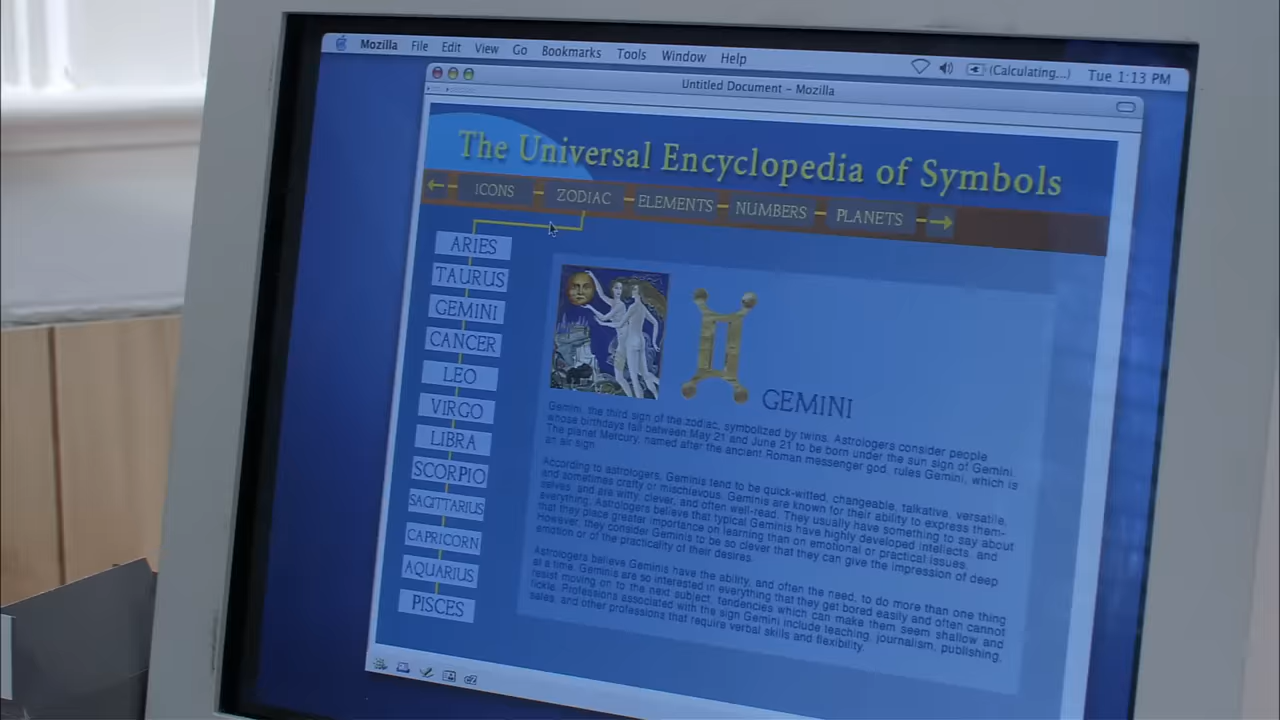 Mozilla File Edit View Go Bookmarks Tools Window Help (Calculating...) Tue 1:13 PM
Untitled Document – Mozilla
The Universal Encyclopedia of Symbols
ICONS ZODIAC ELEMENTS NUMBERS PLANETS
ARIES
TAURUS
GEMINI
CANCER
LEO
VIRGO
LIBRA
SCORPIO
SAGITTARIUS
CAPRICORN
AQUARIUS
PISCES
GEMINI
Gemini, the third sign of the zodiac, symbolized by twins. Astrologers consider people
whose birthdays fall between May 21 and June 21 to be born under the sun sign of Gemini.
The planet Mercury, named after the ancient Roman messenger god, rules Gemini, which is
an air sign.
According to astrologers, Geminis tend to be quick-witted, changeable, talkative, versatile,
and sometimes crafty or mischievous. Geminis are known for their ability to express them-
selves, and are witty, clever, and often well-read. They usually have something to say about
everything. Astrologers believe that typical Geminis have highly developed intellects, and
that they place greater importance on learning than on emotional or practical issues.
However, they consider Geminis to be so clever that they can give the impression of deep
emotion or of the practicality of their desires.
Astrologers believe Geminis have the ability, and often the need, to do more than one thing
at a time. Geminis are so interested in everything that they get bored easily and often cannot
resist moving on to the next subject, tendencies which can make them seem shallow and
fickle. Professions associated with the sign Gemini include teaching, journalism, publishing,
sales, and other professions that require verbal skills and flexibility.